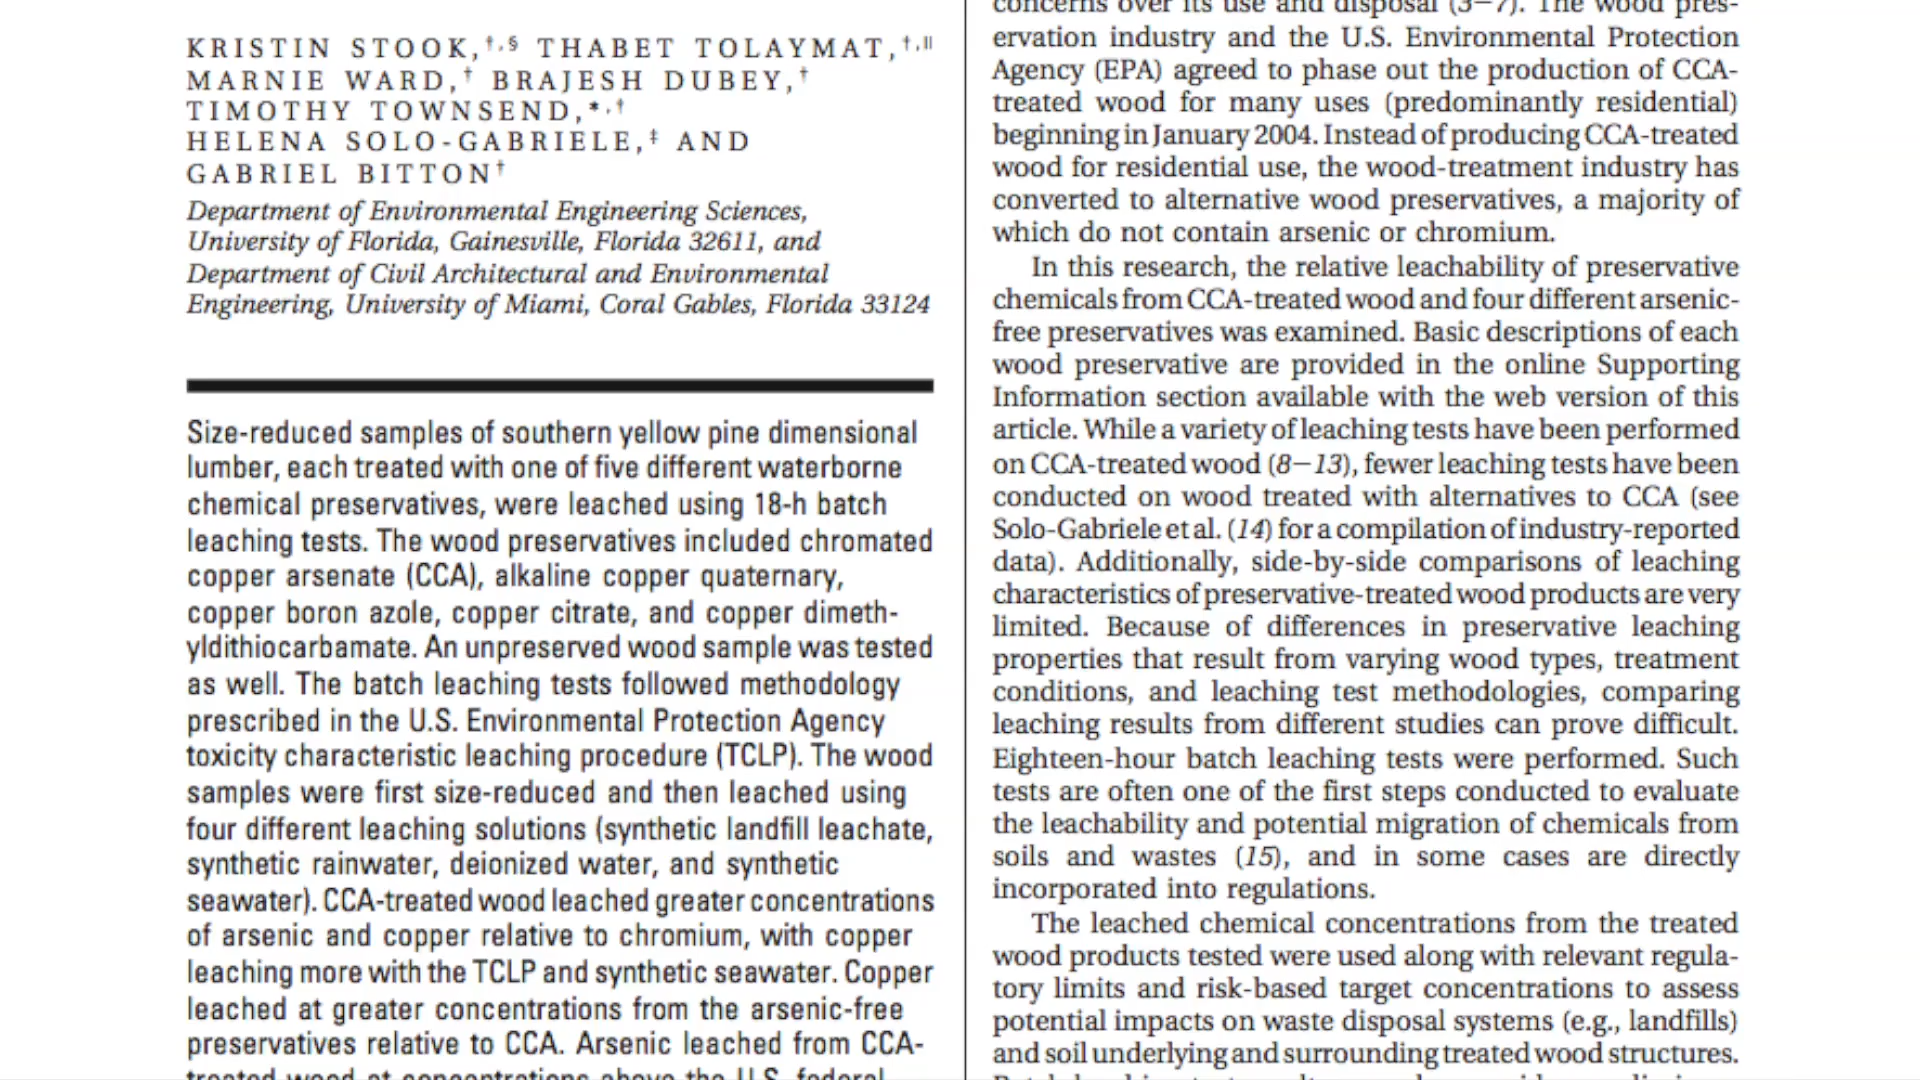 KRISTIN STOOK,†,§ THABET TOLAYMAT,†,||
MARNIE WARD,† BRAJESH DUBEY,†
TIMOTHY TOWNSEND,*,†
HELENA SOLO-GABRIELE,‡ AND
GABRIEL BITTON†
Department of Environmental Engineering Sciences,
University of Florida, Gainesville, Florida 32611, and
Department of Civil Architectural and Environmental
Engineering, University of Miami, Coral Gables, Florida 33124
Size-reduced samples of southern yellow pine dimensional
lumber, each treated with one of five different waterborne
chemical preservatives, were leached using 18-h batch
leaching tests. The wood preservatives included chromated
copper arsenate (CCA), alkaline copper quaternary,
copper boron azole, copper citrate, and copper dimeth-
yldithiocarbamate. An unpreserved wood sample was tested
as well. The batch leaching tests followed methodology
prescribed in the U.S. Environmental Protection Agency
toxicity characteristic leaching procedure (TCLP). The wood
samples were first size-reduced and then leached using
four different leaching solutions (synthetic landfill leachate,
synthetic rainwater, deionized water, and synthetic
seawater). CCA-treated wood leached greater concentrations
of arsenic and copper relative to chromium, with copper
leaching more with the TCLP and synthetic seawater. Copper
leached at greater concentrations from the arsenic-free
preservatives relative to CCA. Arsenic leached from CCA-
treated wood at concentrations above the U.S. federal
concerns over its use and disposal (3–7). The wood pres-
ervation industry and the U.S. Environmental Protection
Agency (EPA) agreed to phase out the production of CCA-
treated wood for many uses (predominantly residential)
beginning in January 2004. Instead of producing CCA-treated
wood for residential use, the wood-treatment industry has
converted to alternative wood preservatives, a majority of
which do not contain arsenic or chromium.
In this research, the relative leachability of preservative
chemicals from CCA-treated wood and four different arsenic-
free preservatives was examined. Basic descriptions of each
wood preservative are provided in the online Supporting
Information section available with the web version of this
article. While a variety of leaching tests have been performed
on CCA-treated wood (8–13), fewer leaching tests have been
conducted on wood treated with alternatives to CCA (see
Solo-Gabriele et al. (14) for a compilation of industry-reported
data). Additionally, side-by-side comparisons of leaching
characteristics of preservative-treated wood products are very
limited. Because of differences in preservative leaching
properties that result from varying wood types, treatment
conditions, and leaching test methodologies, comparing
leaching results from different studies can prove difficult.
Eighteen-hour batch leaching tests were performed. Such
tests are often one of the first steps conducted to evaluate
the leachability and potential migration of chemicals from
soils and wastes (15), and in some cases are directly
incorporated into regulations.
The leached chemical concentrations from the treated
wood products tested were used along with relevant regula-
tory limits and risk-based target concentrations to assess
potential impacts on waste disposal systems (e.g., landfills)
and soil underlying and surrounding treated wood structures.